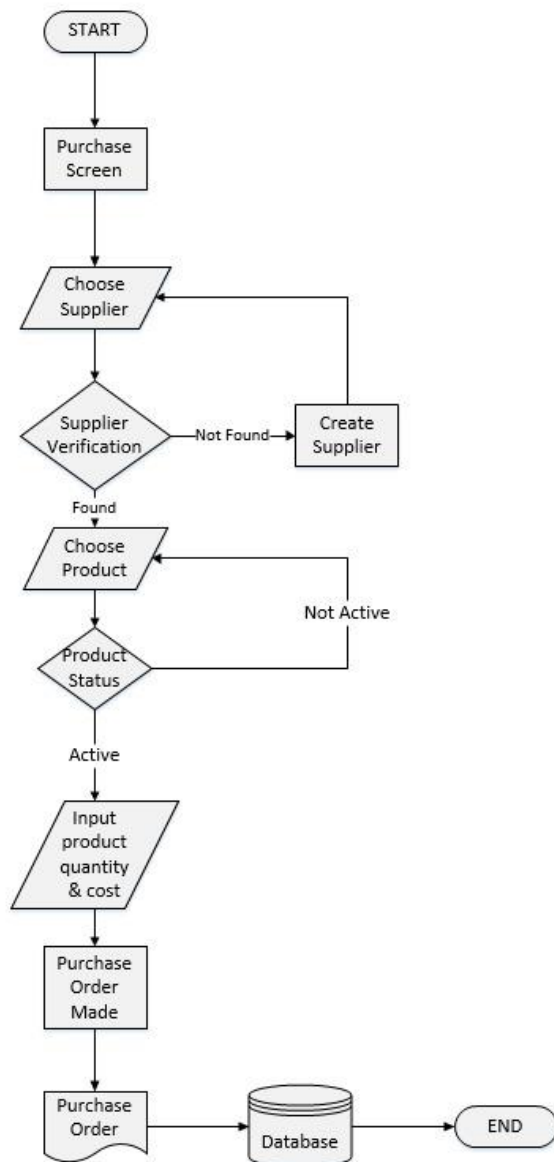 START
Purchase
Screen
Choose
Supplier
Supplier
Verification
Not Found
Create
Supplier
Found
Choose
Product
Not Active
Product
Status
Active
Input
product
quantity
& cost
Purchase
Order
Made
Purchase
Order
Database
END